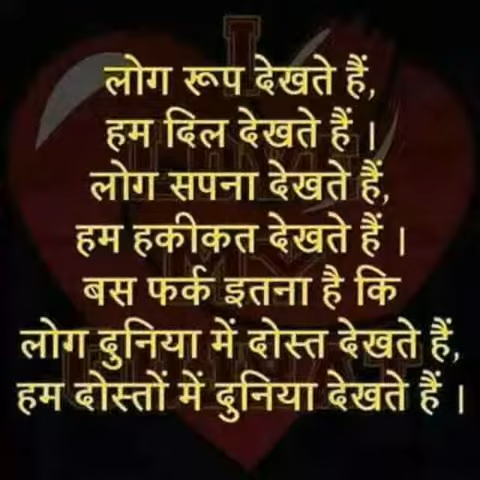 लोग रूप देखते हैं,
हम दिल देखते हैं ।
लोग सपना देखते हैं,
हम हकीकत देखते हैं ।
बस फर्क इतना है कि
लोग दुनिया में दोस्त देखते हैं,
हम दोस्तों में दुनिया देखते हैं ।